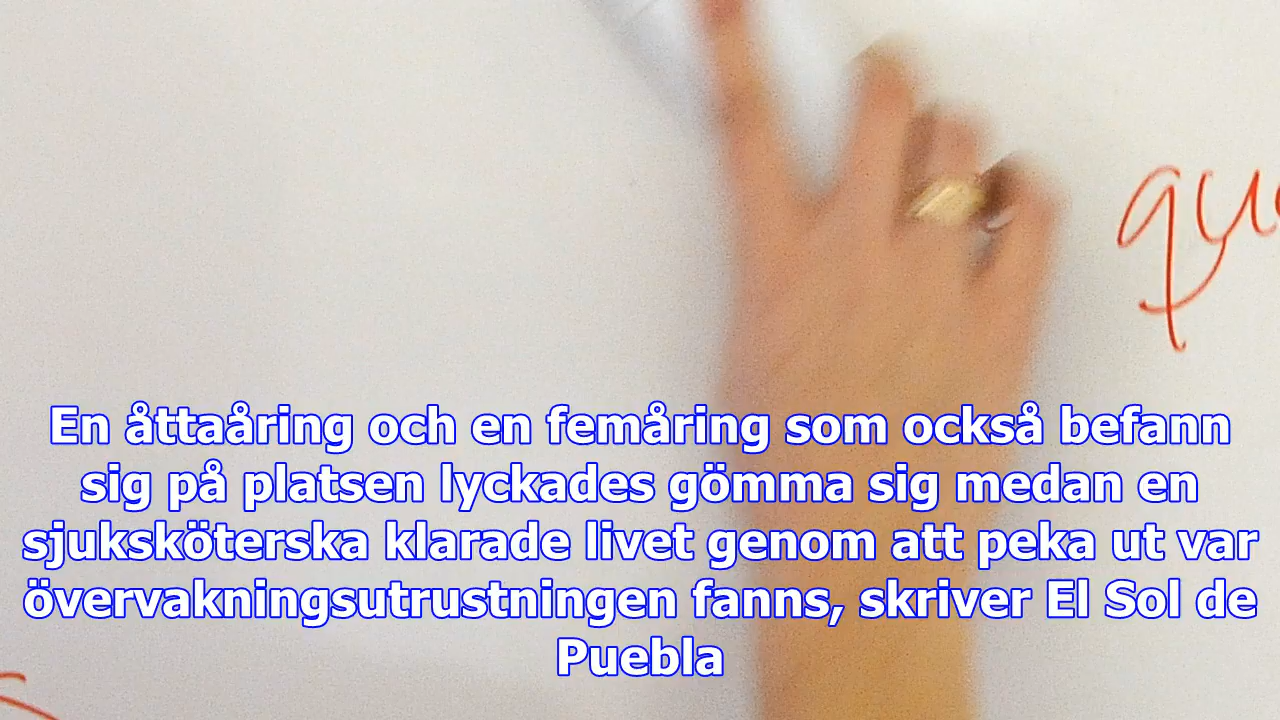 qu
En åttaåring och en femåring som också befann
sig på platsen lyckades gömma sig medan en
sjuksköterska klarade livet genom att peka ut var
övervakningsutrustningen fanns, skriver El Sol de
Puebla